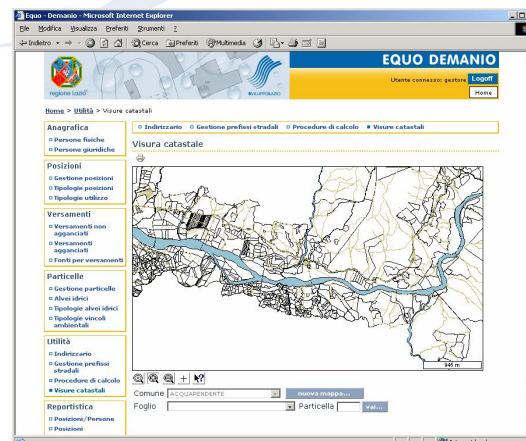 Equo - Demanio - Microsoft Internet Explorer
File Modifica Visualizza Preferiti Strumenti ?
Indietro Cerca Preferiti Multimedia
regione Lazio
SVILUPPOLAZIO
EQUO DEMANIO
Utente connesso: gestore Logoff
Home
Home > Utilità > Visure catastali
Anagrafica
Persone fisiche
Persone giuridiche
Posizioni
Gestione posizioni
Tipologie posizioni
Tipologie utilizzo
Versamenti
Versamenti non agganciati
Versamenti agganciati
Fonti per versamenti
Particelle
Gestione particelle
Alvei idrici
Tipologie alvei idrici
Tipologie vincoli ambientali
Utilità
Indirizzario
Gestione prefissi stradali
Procedure di calcolo
Visure catastali
Reportistica
Posizioni/Persone
Posizioni
Indirizzario Gestione prefissi stradali Procedure di calcolo Visure catastali
Visura catastale
946 m
Comune ACQUAPENDENTE nuova mappa...
Foglio Particella vai...